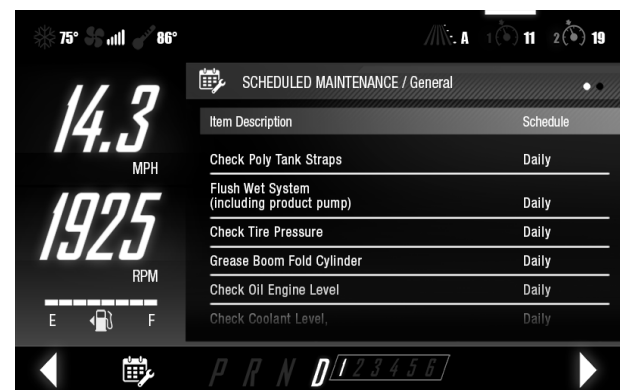 75° 86° A 1 11 2 19
SCHEDULED MAINTENANCE / General
14.3
MPH
1925
RPM
E F
Item Description Schedule
Check Poly Tank Straps Daily
Flush Wet System
(including product pump) Daily
Check Tire Pressure Daily
Grease Boom Fold Cylinder Daily
Check Oil Engine Level Daily
Check Coolant Level, Daily
P R N D 1 2 3 4 5 6